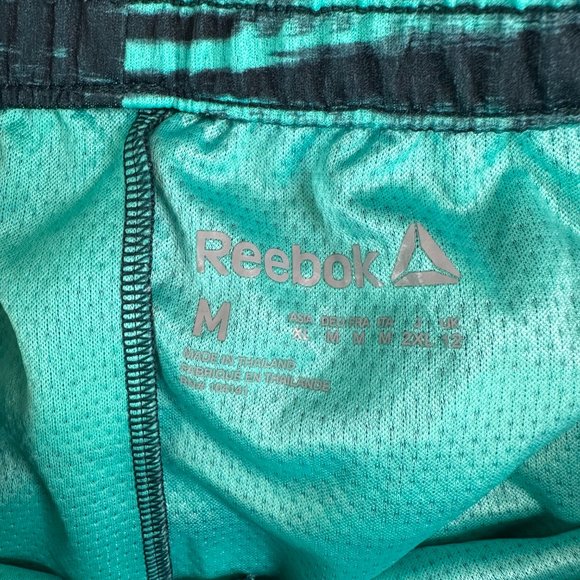 Reebok
M
ASA DEU FRA ITA J UK
XL M M M 2XL 12
MADE IN THAILAND
FABRIQUE EN THAILANDE